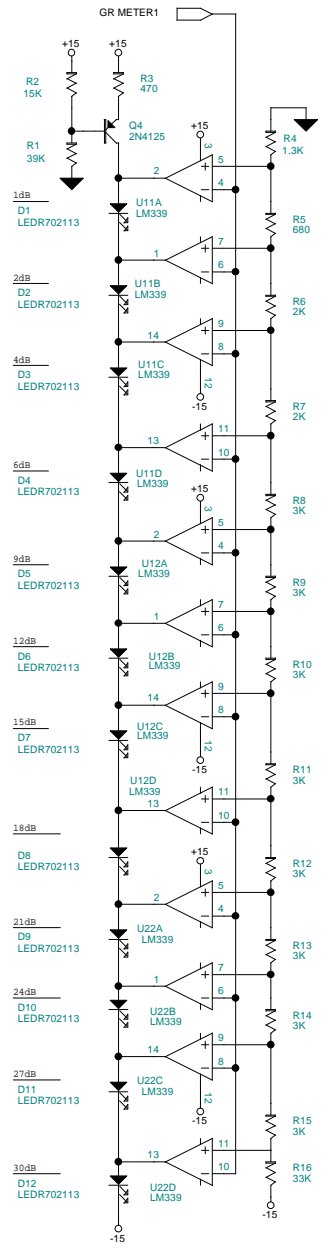 GR METER1
+15
+15
R2
15K
R3
470
Q4
2N4125
R1
39K
+15
3
R4
1.3K
5
2
4
1dB
D1
LEDR702113
U11A
LM339
R5
680
7
1
6
2dB
D2
LEDR702113
U11B
LM339
R6
2K
9
14
8
4dB
D3
LEDR702113
U11C
LM339
12
-15
R7
2K
11
13
10
6dB
D4
LEDR702113
U11D
LM339
3
R8
3K
5
2
4
9dB
D5
LEDR702113
U12A
LM339
R9
3K
7
1
6
12dB
D6
LEDR702113
U12B
LM339
R10
3K
9
14
8
15dB
D7
LEDR702113
U12C
LM339
12
-15
R11
3K
U12D
LM339
13
11
10
18dB
D8
LEDR702113
+15
3
R12
3K
5
2
4
21dB
D9
LEDR702113
U22A
LM339
R13
3K
7
1
6
24dB
D10
LEDR702113
U22B
LM339
R14
3K
9
14
8
27dB
D11
LEDR702113
U22C
LM339
12
-15
R15
3K
11
13
10
30dB
D12
LEDR702113
U22D
LM339
R16
33K
-15
-15